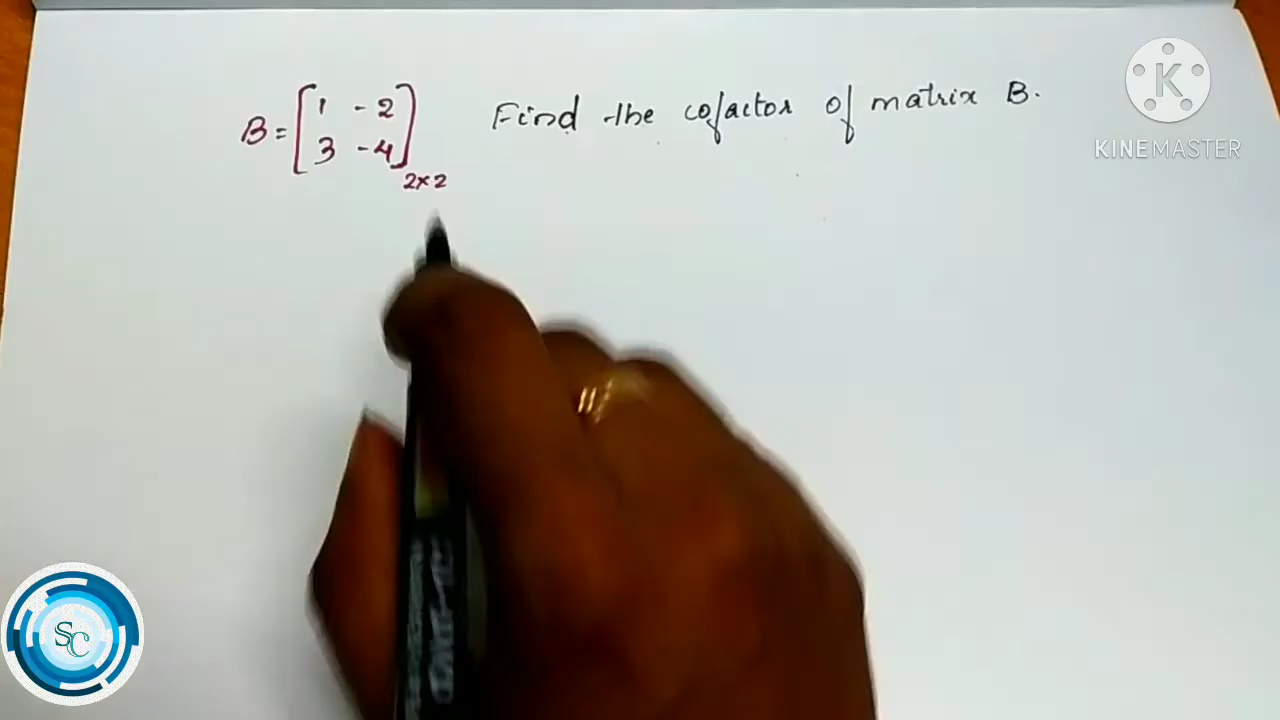 B = [ 1 - 2 Find the cofactor of matrix B.
3 - 4 ] 2×2
K
KINEMASTER
SC